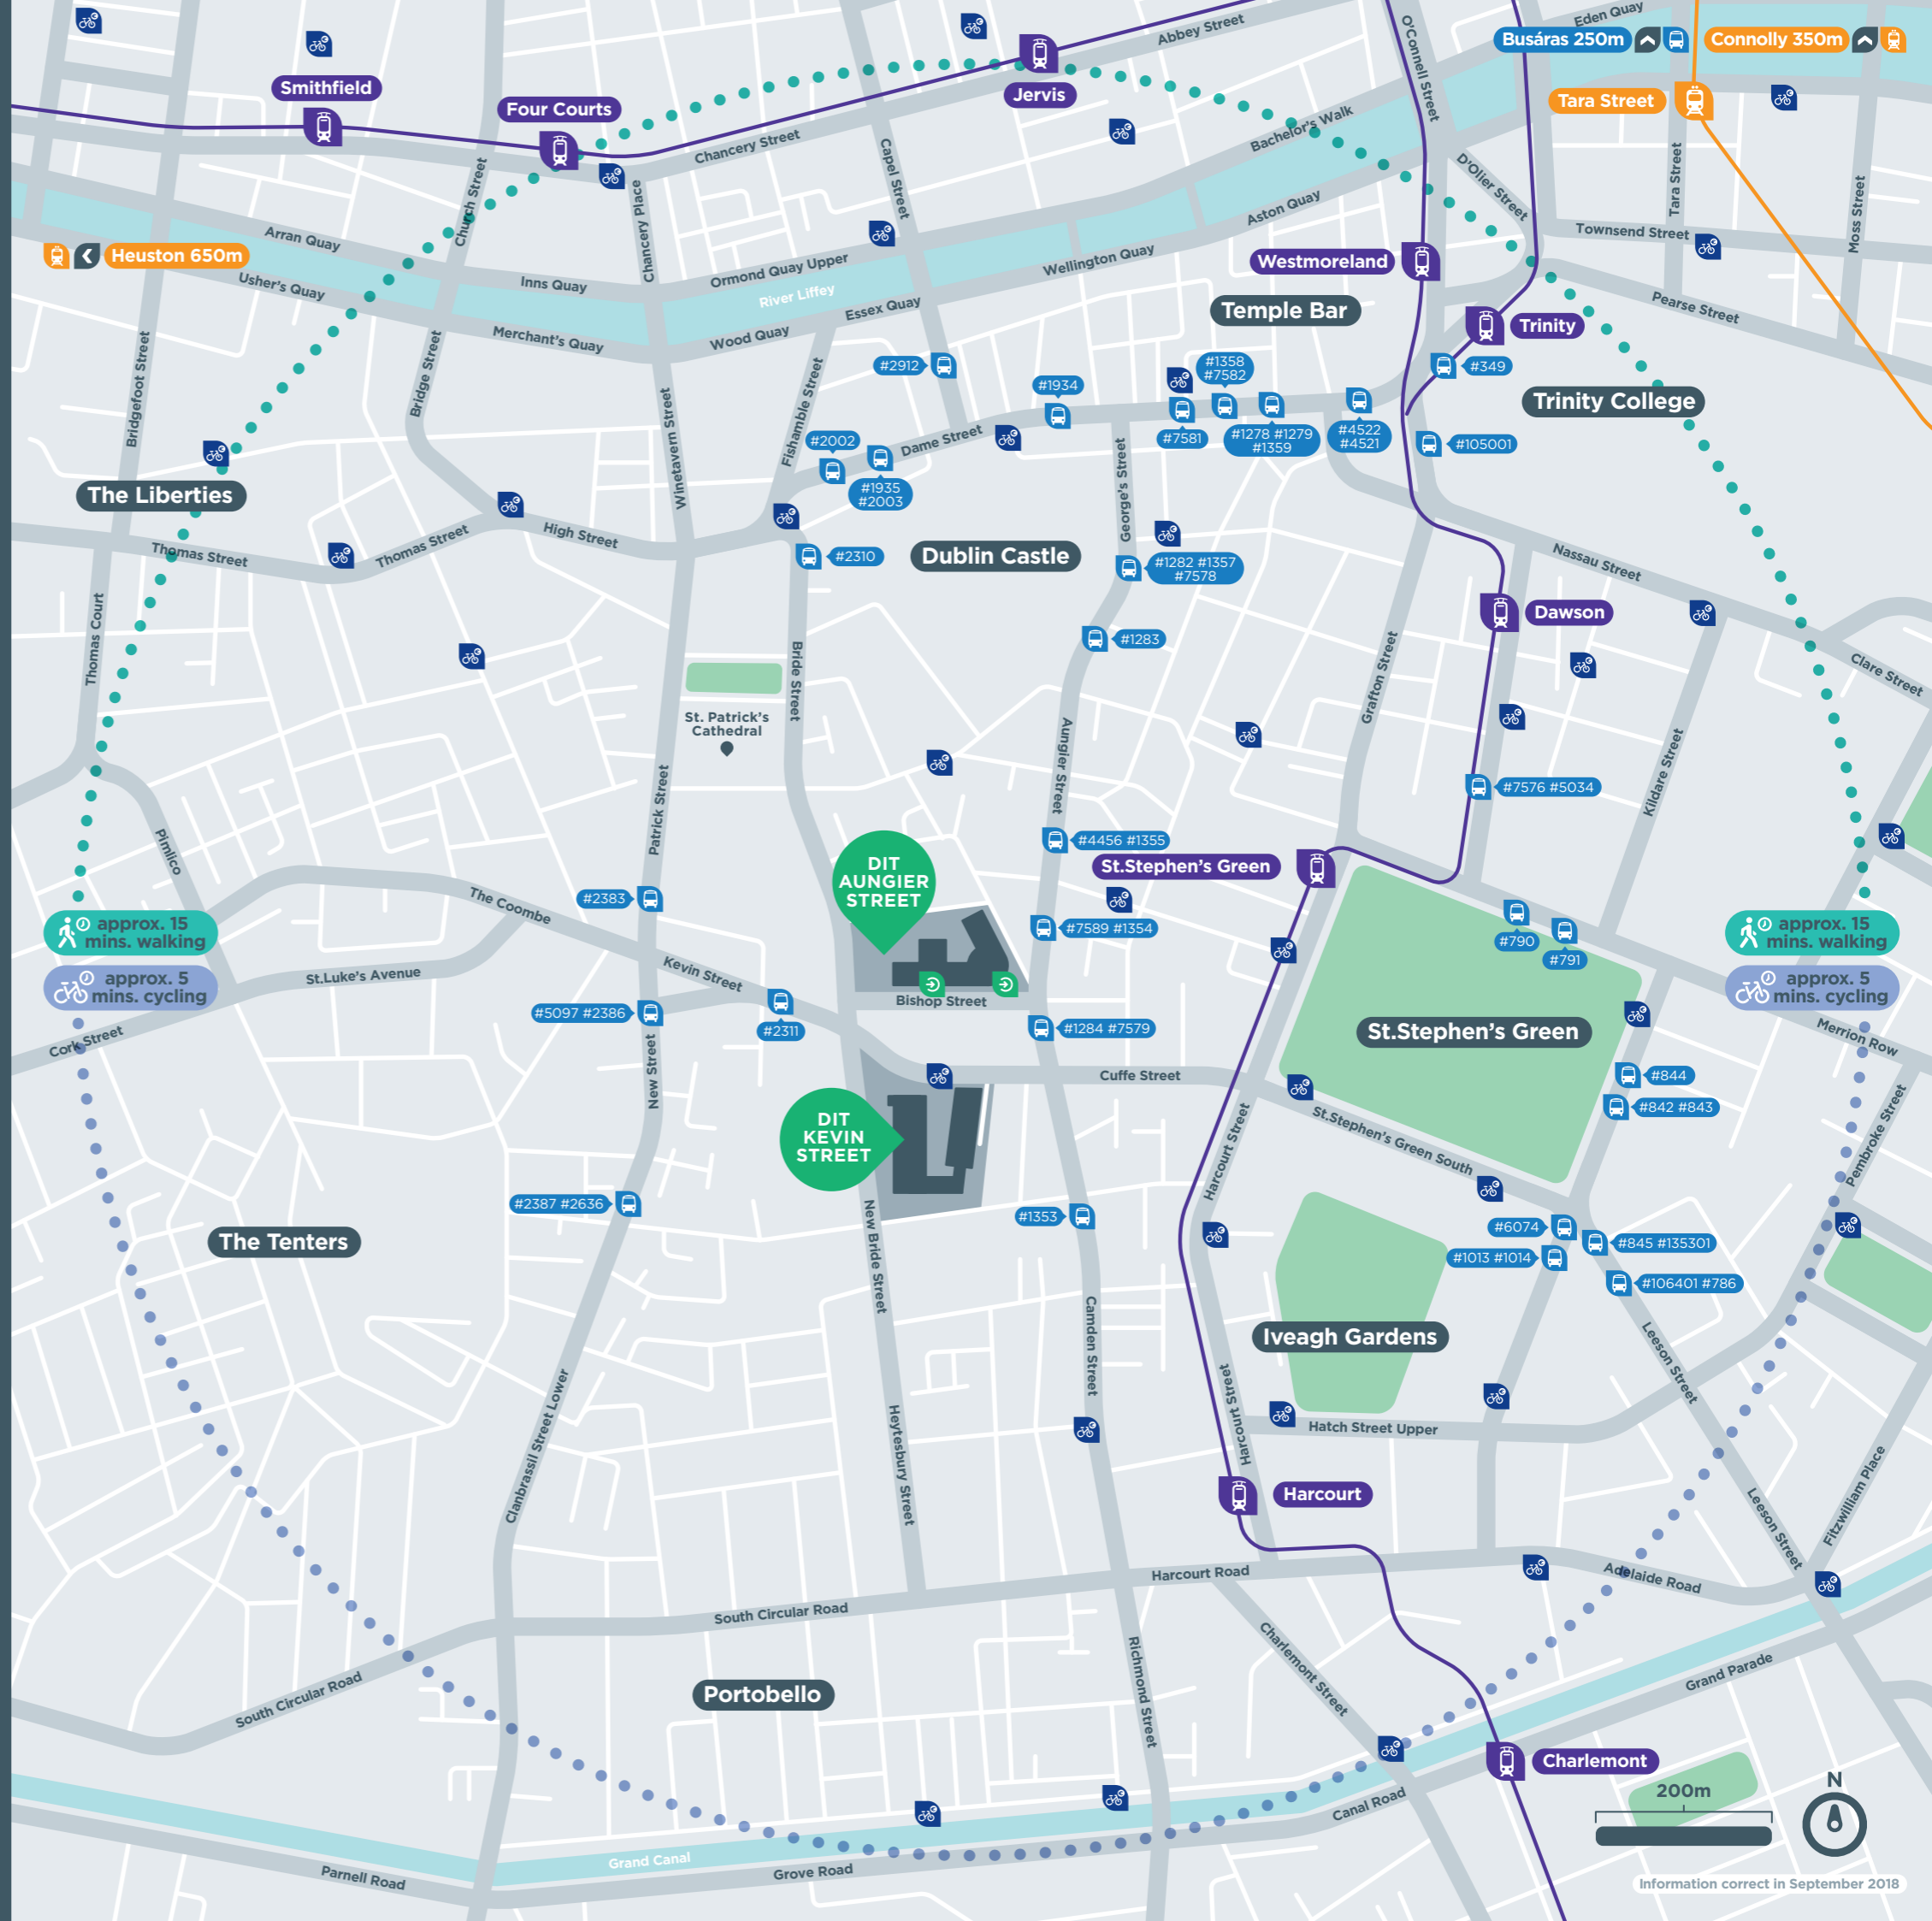 Eden Quay
Busáras 250m
Connolly 350m
Abbey Street
O'Connell Street
Smithfield
Four Courts
Jervis
Tara Street
Bachelor's Walk
Chancery Street
Capel Street
D'Olier Street
Tara Street
Moss Street
Church Street
Chancery Place
Aston Quay
Townsend Street
Arran Quay
Heuston 650m
Usher's Quay
Inns Quay
Ormond Quay Upper
River Liffey
Essex Quay
Wellington Quay
Westmoreland
Temple Bar
Trinity
Pearse Street
Merchant's Quay
Wood Quay
Bridgefoot Street
Bridge Street
Winetavern Street
Fishamble Street
#2912
#1934
#1358
#7582
#349
Trinity College
#7581
#1278 #1279
#1359
#4522
#4521
#105001
#2002
Dame Street
#1935
#2003
The Liberties
George's Street
High Street
Thomas Street
Thomas Street
#2310
Dublin Castle
#1282 #1357
#7578
Nassau Street
Dawson
Thomas Court
#1283
Bride Street
Grafton Street
Clare Street
St. Patrick's
Cathedral
Aungier Street
Kildare Street
#7576 #5034
Patrick Street
Pimlico
#4456 #1355
St.Stephen's Green
DIT
AUNGIER
STREET
The Coombe
#2383
#7589 #1354
#790
#791
approx. 15
mins. walking
approx. 5
mins. cycling
approx. 15
mins. walking
approx. 5
mins. cycling
St.Luke's Avenue
Kevin Street
Bishop Street
#5097 #2386
#2311
#1284 #7579
St.Stephen's Green
Merrion Row
Cork Street
New Street
Cuffe Street
#844
#842 #843
DIT
KEVIN
STREET
Harcourt Street
St.Stephen's Green South
Pembroke Street
#2387 #2636
#1353
#6074
#845 #135301
#1013 #1014
#106401 #786
The Tenters
New Bride Street
Camden Street
Iveagh Gardens
Leeson Street
Harcourt Street
Hatch Street Upper
Clanbrassil Street Lower
Heytesbury Street
Harcourt
Leeson Street
Fitzwilliam Place
Harcourt Road
Adelaide Road
South Circular Road
Charlemont Street
Richmond Street
South Circular Road
Portobello
Grand Parade
Charlemont
200m
N
Canal Road
Grand Canal
Grove Road
Parnell Road
Information correct in September 2018